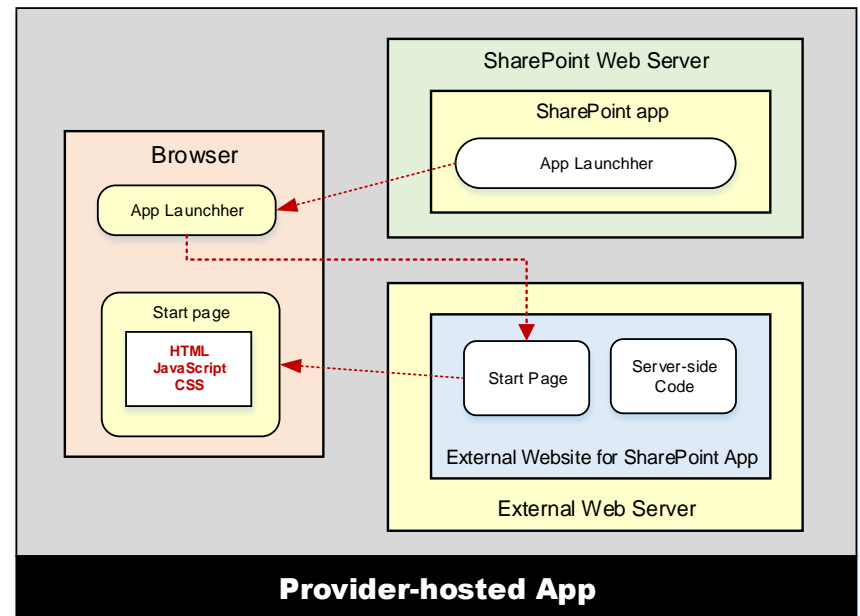 SharePoint Web Server
SharePoint app
App Launchher
Browser
App Launchher
Start page
HTML
JavaScript
CSS
Start Page
Server-side
Code
External Website for SharePoint App
External Web Server
Provider-hosted App